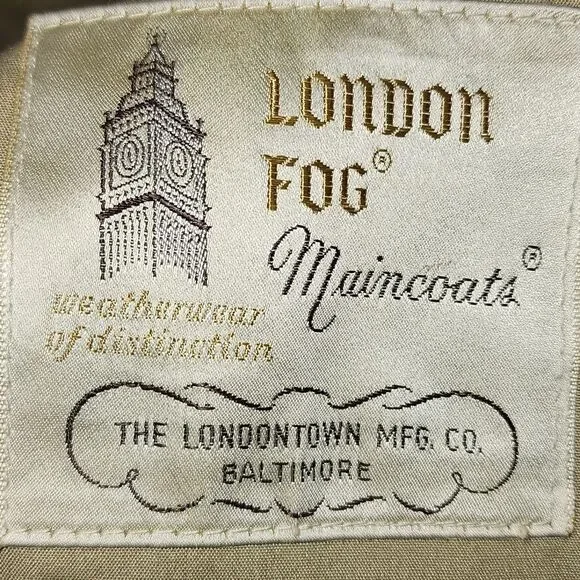 LONDON
FOG®
Maincoats®
weatherwear
of distinction
THE LONDONTOWN MFG. CO.
BALTIMORE